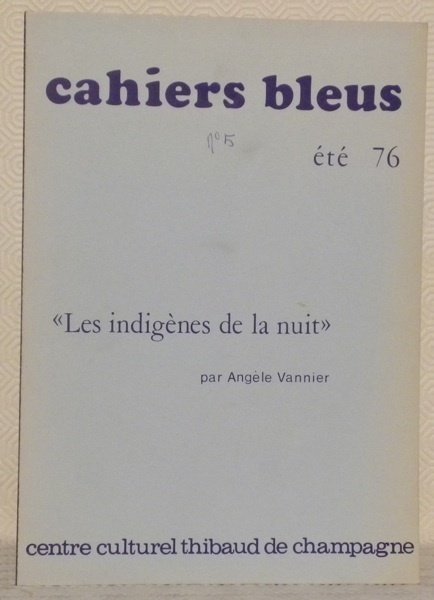 cahiers bleus
n° 5
été 76
«Les indigènes de la nuit»
par Angèle Vannier
centre culturel thibaud de champagne